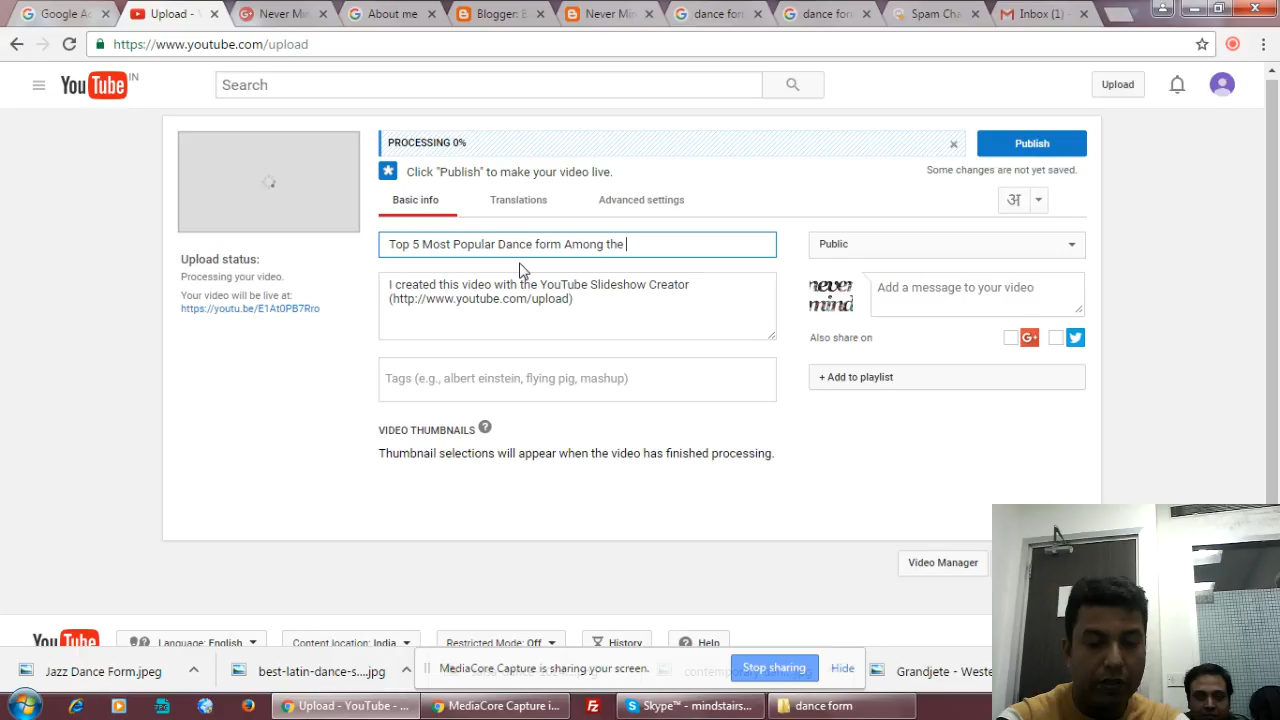 Google Ac
Upload -
Never Min
About me
Blogger: B
Never Min
dance form
dance form
Spam Cha
Inbox (1) -
https://www.youtube.com/upload
YouTube IN
Search
Upload
PROCESSING 0%
Publish
Click "Publish" to make your video live.
Some changes are not yet saved.
Basic info
Translations
Advanced settings
अ
Top 5 Most Popular Dance form Among the
Public
Upload status:
Processing your video.
Your video will be live at:
https://youtu.be/E1At0PB7Rro
I created this video with the YouTube Slideshow Creator
(http://www.youtube.com/upload)
never
mind
Add a message to your video
Also share on
G+
Tags (e.g., albert einstein, flying pig, mashup)
+ Add to playlist
VIDEO THUMBNAILS ?
Thumbnail selections will appear when the video has finished processing.
Video Manager
YouTube
Language: English
Content location: India
Restricted Mode: Off
History
Help
Jazz Dance Form.jpeg
best-latin-dance-s....jpg
MediaCore Capture is sharing your screen.
Stop sharing
Hide
Grandjete - Weste
Upload - YouTube - ...
MediaCore Capture i...
Skype™ - mindstairs...
dance form